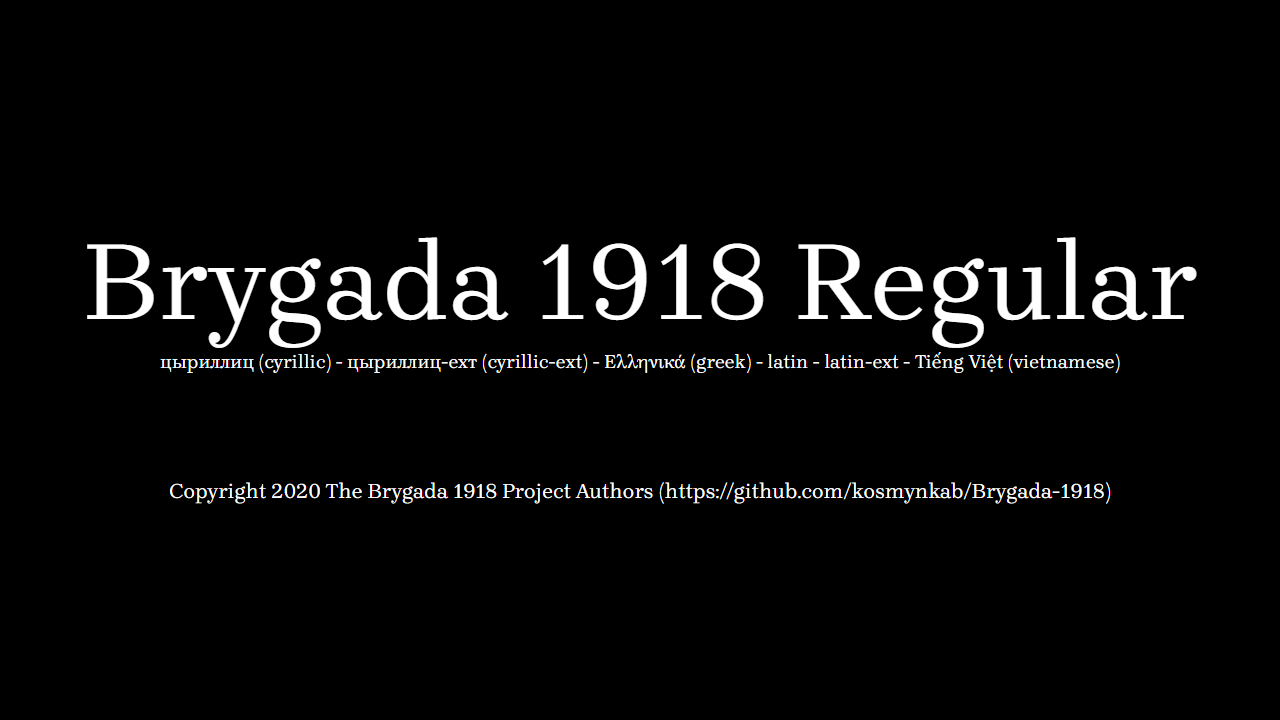 Brygada 1918 Regular
цыриллиц (cyrillic) - цыриллиц-ехт (cyrillic-ext) - Ελληνικά (greek) - latin - latin-ext - Tiếng Việt (vietnamese)
Copyright 2020 The Brygada 1918 Project Authors (https://github.com/kosmynkab/Brygada-1918)